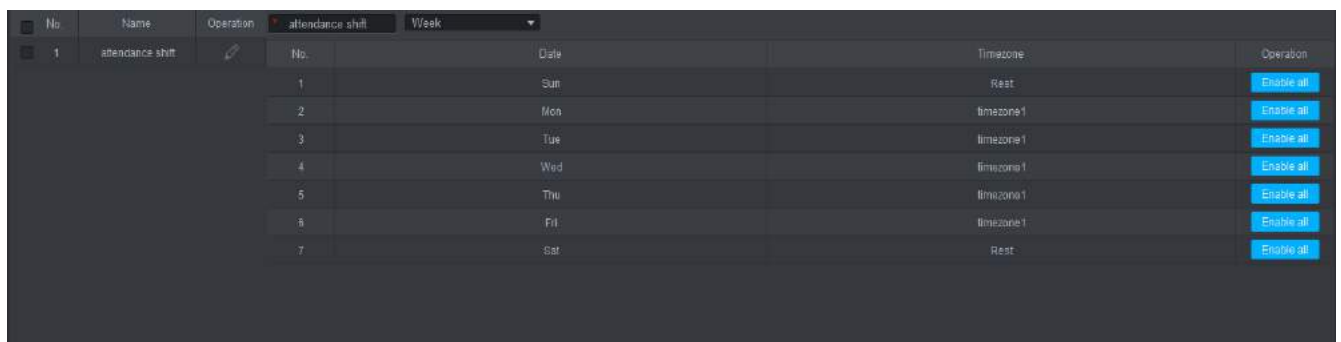 No. Name Operation * attendance shift Week
1 attendance shift No. Date Timezone Operation
1 Sun Rest Enable all
2 Mon timezone1 Enable all
3 Tue timezone1 Enable all
4 Wed timezone1 Enable all
5 Thu timezone1 Enable all
6 Fri timezone1 Enable all
7 Sat Rest Enable all